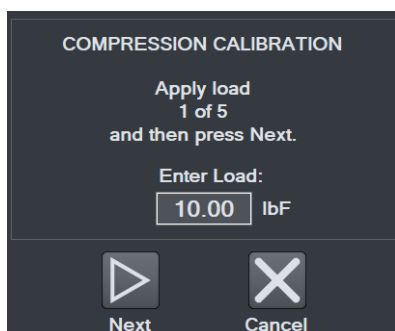 COMPRESSION CALIBRATION
Apply load
1 of 5
and then press Next.
Enter Load:
10.00 lbF
Next Cancel